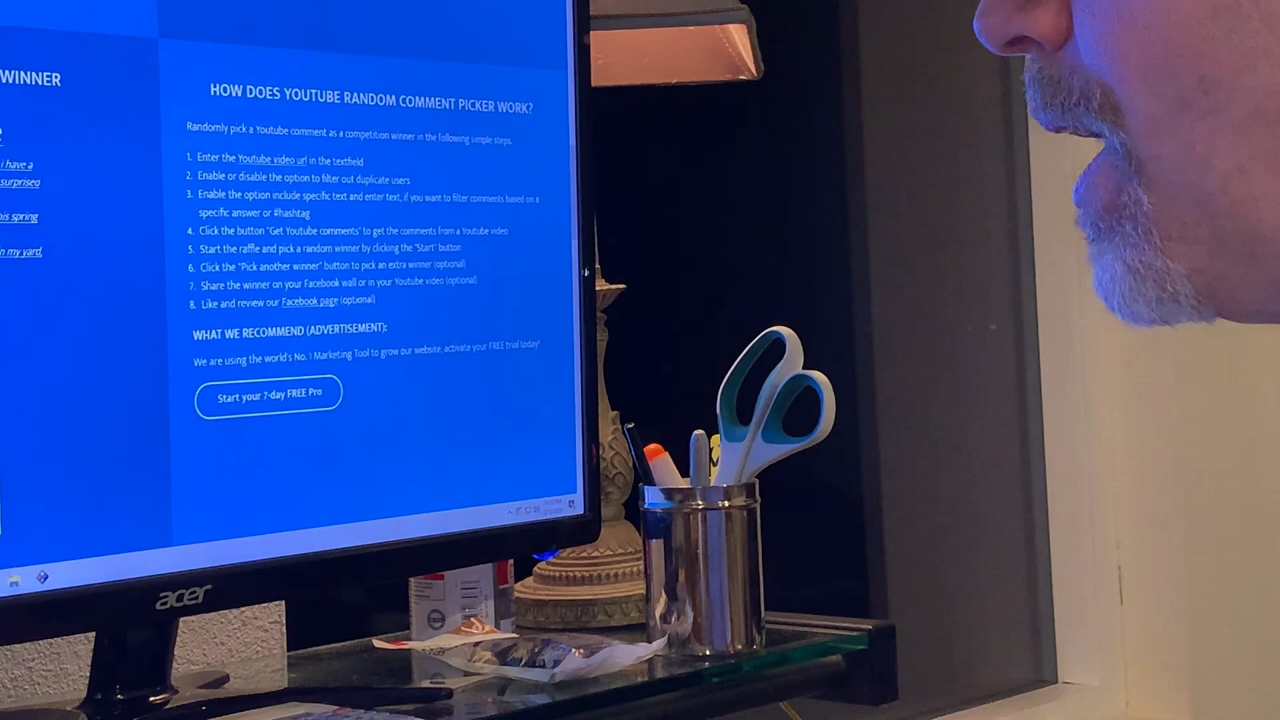 WINNER
i have a
surprised
his spring
n my yard,
HOW DOES YOUTUBE RANDOM COMMENT PICKER WORK?
Randomly pick a Youtube comment as a competition winner in the following simple steps.
1. Enter the Youtube video url in the textfield
2. Enable or disable the option to filter out duplicate users
3. Enable the option include specific text and enter text, if you want to filter comments based on a
specific answer or #hashtag
4. Click the button "Get Youtube comments" to get the comments from a Youtube video
5. Start the raffle and pick a random winner by clicking the "Start" button
6. Click the "Pick another winner" button to pick an extra winner (optional)
7. Share the winner on your Facebook wall or in your Youtube video (optional)
8. Like and review our Facebook page (optional)
WHAT WE RECOMMEND (ADVERTISEMENT):
We are using the world's No. 1 Marketing Tool to grow our website, activate your FREE trial today!
Start your 7-day FREE Pro
acer